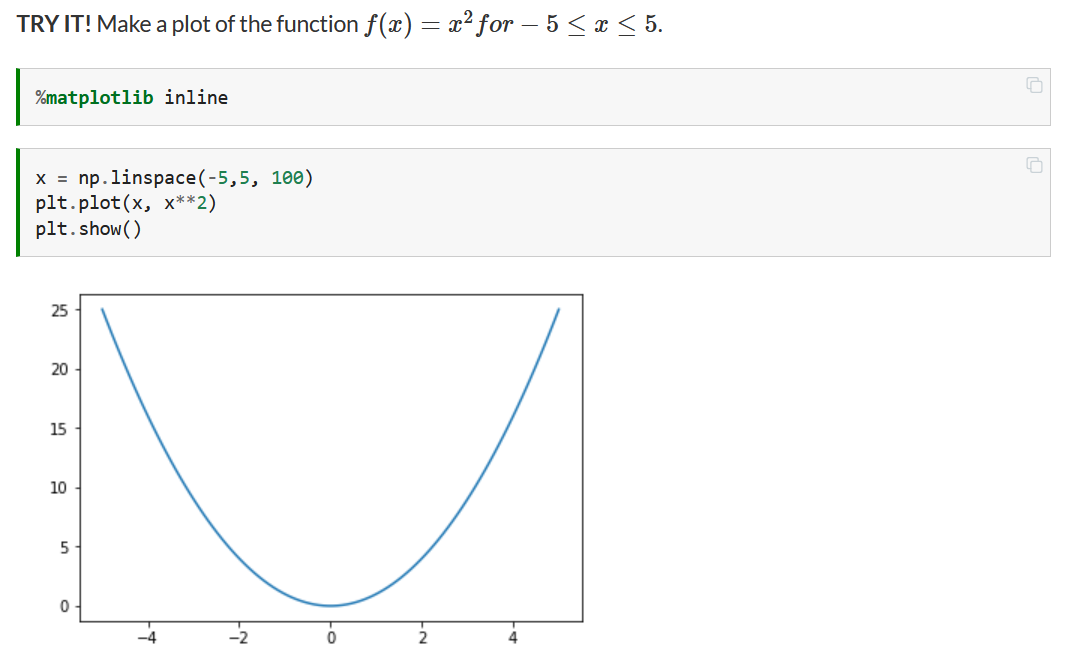 TRY IT! Make a plot of the function f(x) = x² for − 5 ≤ x ≤ 5.
%matplotlib inline
x = np.linspace(-5,5, 100)
plt.plot(x, x**2)
plt.show()
25
20
15
10
5
0
−4 −2 0 2 4